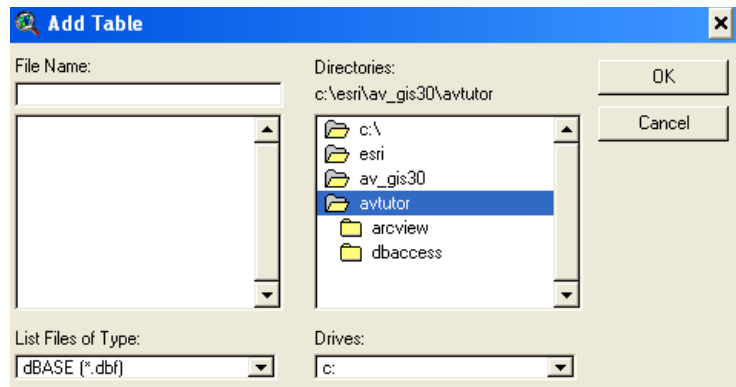 Add Table
File Name:
Directories:
c:\esri\av_gis30\avtutor
OK
Cancel
c:\
esri
av_gis30
avtutor
arcview
dbaccess
List Files of Type:
dBASE (*.dbf)
Drives:
c: